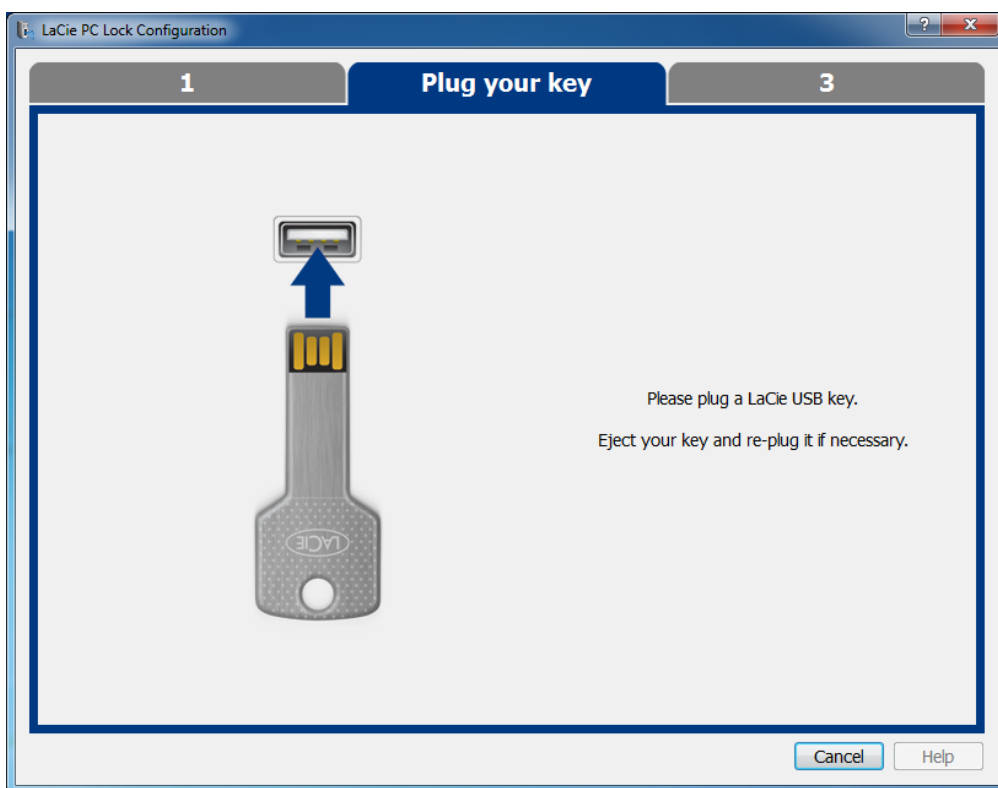 LaCie PC Lock Configuration
?
X
1
Plug your key
3
LACIE
Please plug a LaCie USB key.
Eject your key and re-plug it if necessary.
Cancel
Help